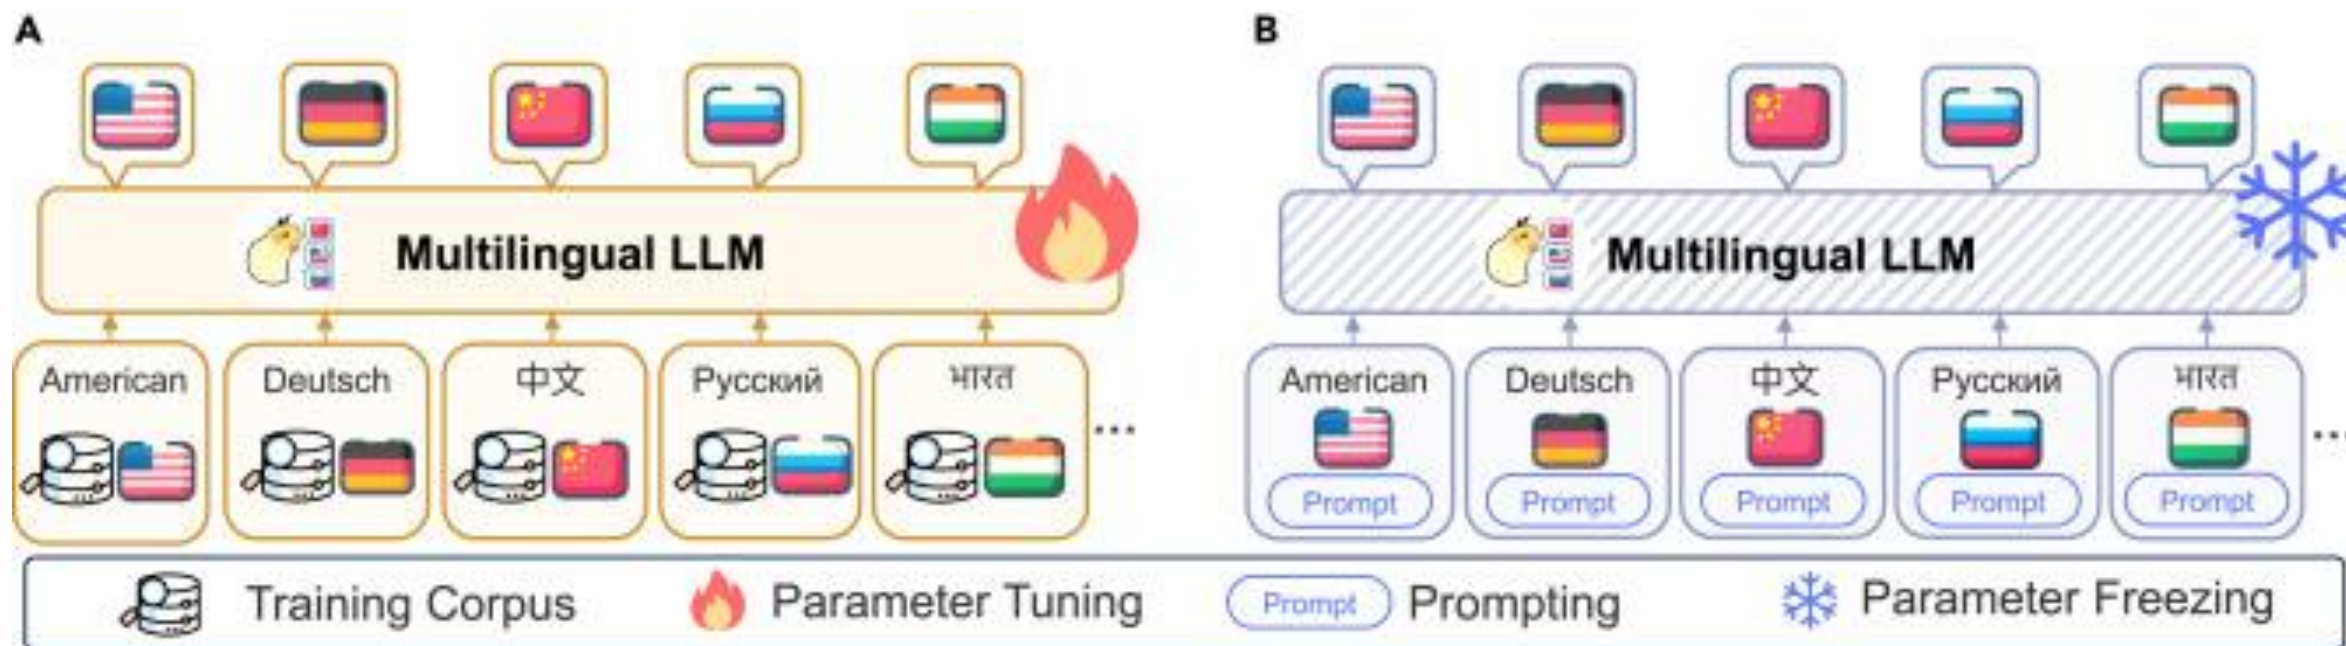 A
Multilingual LLM
American
Deutsch
中文
Русский
भारत
...
B
Multilingual LLM
American
Prompt
Deutsch
Prompt
中文
Prompt
Русский
Prompt
भारत
Prompt
...
Training Corpus
Parameter Tuning
Prompt
Prompting
Parameter Freezing